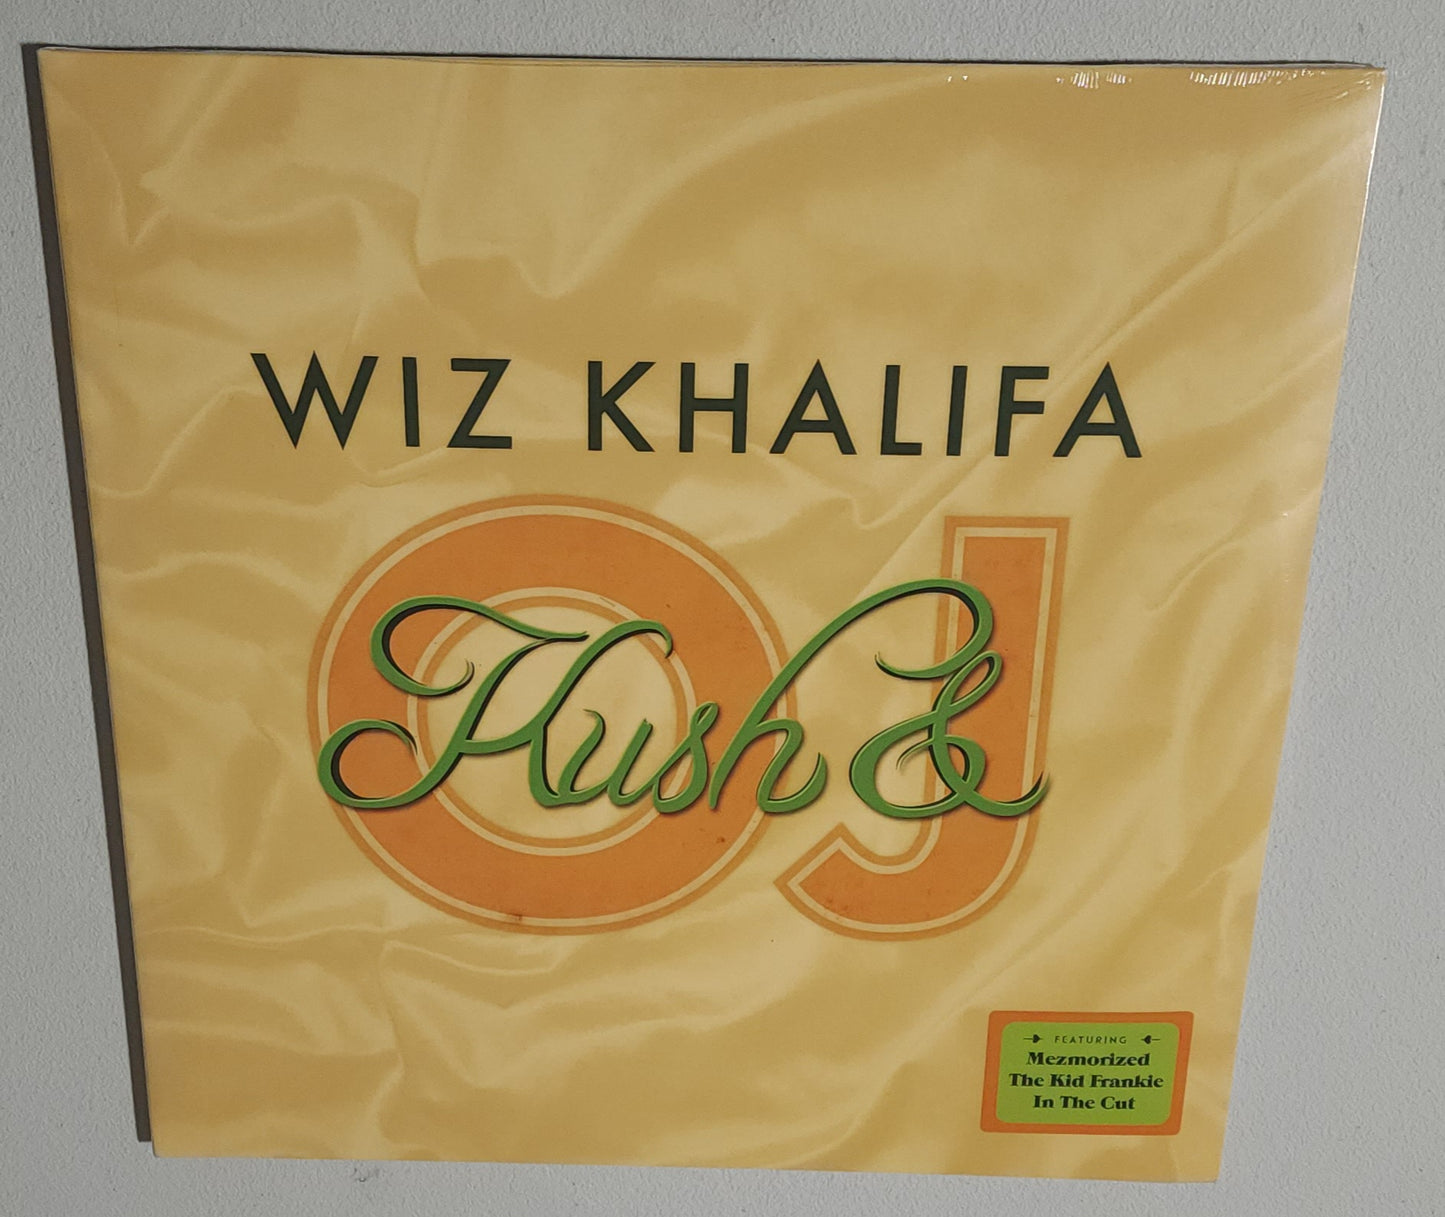 WIZ KHALIFA
Kush &
OJ
FEATURING
Mezmorized
The Kid Frankie
In The Cut